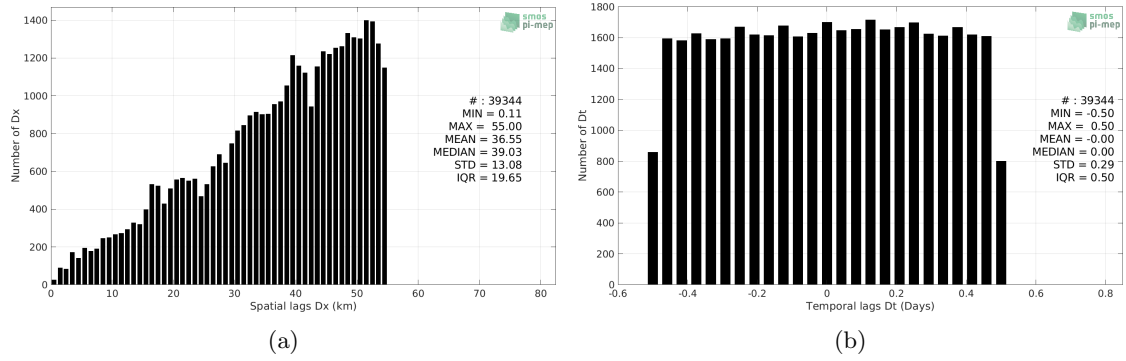 smos
pi-mep
Number of Dx
1400
1200
1000
800
600
400
200
0
# : 39344
MIN = 0.11
MAX = 55.00
MEAN = 36.55
MEDIAN = 39.03
STD = 13.08
IQR = 19.65
0 10 20 30 40 50 60 70 80
Spatial lags Dx (km)
(a)
smos
pi-mep
Number of Dt
1800
1600
1400
1200
1000
800
600
400
200
0
# : 39344
MIN = -0.50
MAX = 0.50
MEAN = -0.00
MEDIAN = 0.00
STD = 0.29
IQR = 0.50
-0.6 -0.4 -0.2 0 0.2 0.4 0.6 0.8
Temporal lags Dt (Days)
(b)